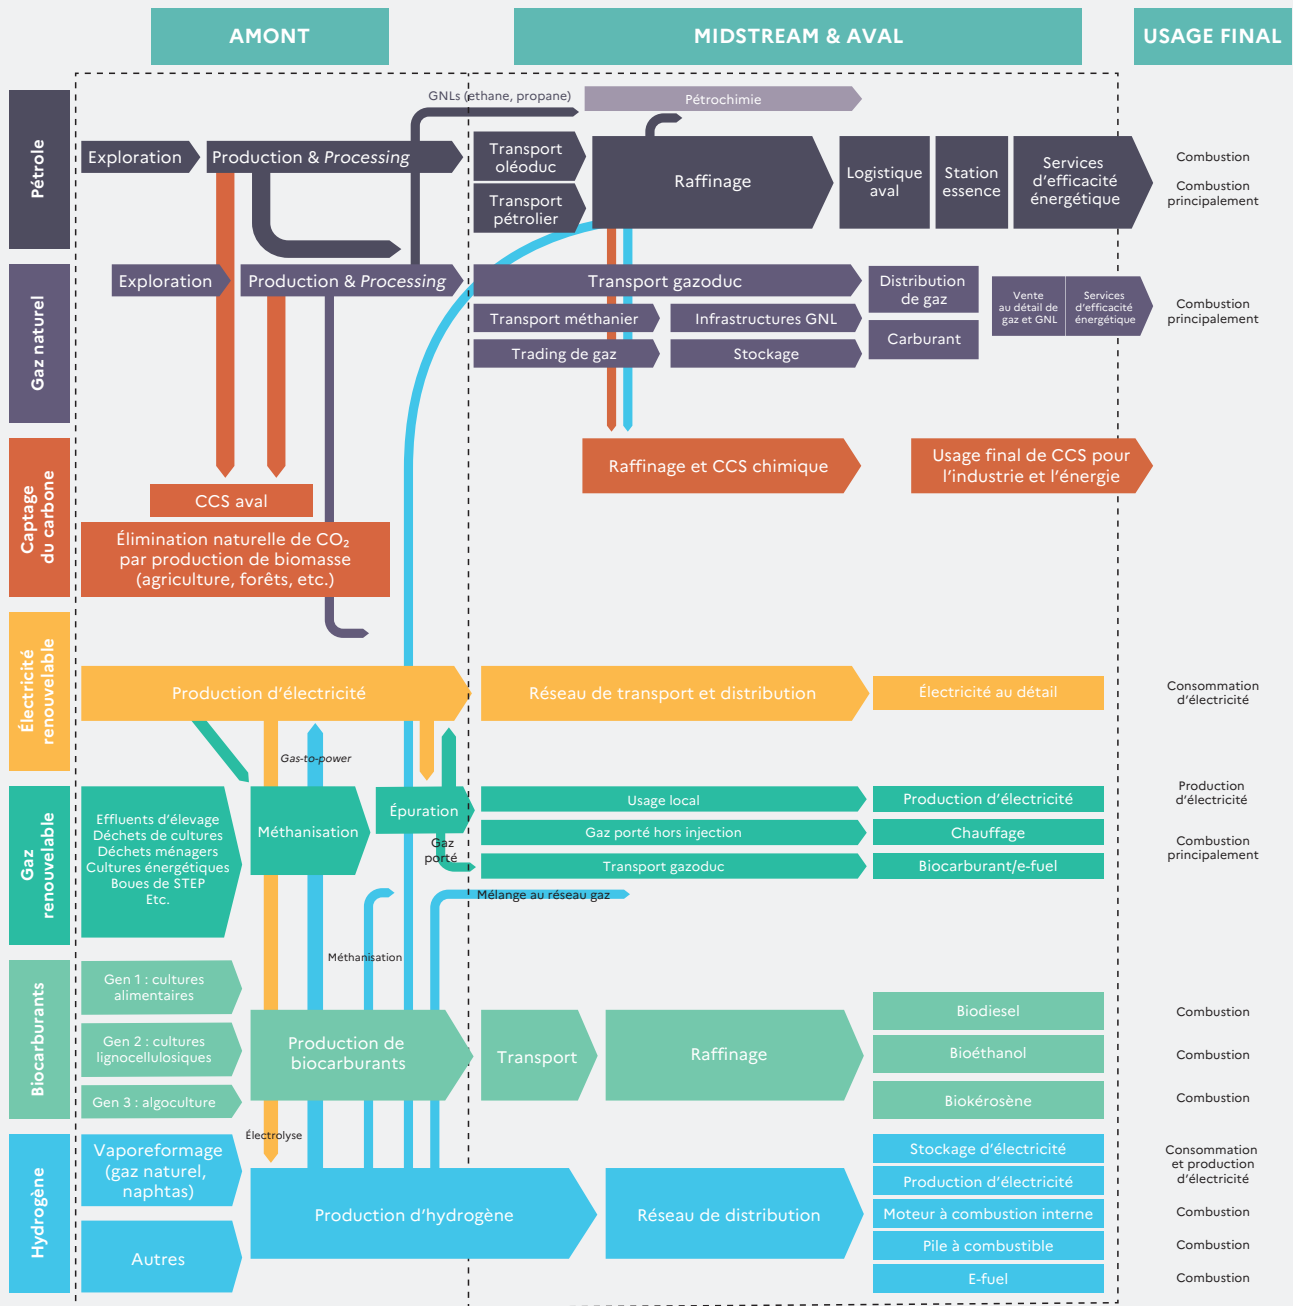 AMONT
MIDSTREAM & AVAL
USAGE FINAL
Pétrole
GNLs (ethane, propane)
Pétrochimie
Exploration
Production & Processing
Transport
oléoduc
Transport
pétrolier
Raffinage
Logistique
aval
Station
essence
Services
d'efficacité
énergétique
Combustion
Combustion
principalement
Gaz naturel
Exploration
Production & Processing
Transport gazoduc
Transport méthanier
Infrastructures GNL
Trading de gaz
Stockage
Distribution
de gaz
Carburant
Vente
au détail de
gaz et GNL
Services
d'efficacité
énergétique
Combustion
principalement
Captage
du carbone
CCS aval
Élimination naturelle de CO₂
par production de biomasse
(agriculture, forêts, etc.)
Raffinage et CCS chimique
Usage final de CCS pour
l'industrie et l'énergie
Électricité
renouvelable
Production d'électricité
Réseau de transport et distribution
Électricité au détail
Consommation
d'électricité
Gas-to-power
Gaz
renouvelable
Effluents d'élevage
Déchets de cultures
Déchets ménagers
Cultures énergétiques
Boues de STEP
Etc.
Méthanisation
Épuration
Gaz
porté
Usage local
Gaz porté hors injection
Transport gazoduc
Production d'électricité
Chauffage
Biocarburant/e-fuel
Production
d'électricité
Combustion
principalement
Mélange au réseau gaz
Méthanisation
Biocarburants
Gen 1 : cultures
alimentaires
Gen 2 : cultures
lignocellulosiques
Gen 3 : algoculture
Production de
biocarburants
Transport
Raffinage
Biodiesel
Bioéthanol
Biokérosène
Combustion
Combustion
Combustion
Électrolyse
Hydrogène
Vaporeformage
(gaz naturel,
naphtas)
Autres
Production d'hydrogène
Réseau de distribution
Stockage d'électricité
Production d'électricité
Moteur à combustion interne
Pile à combustible
E-fuel
Consommation
et production
d'électricité
Combustion
Combustion
Combustion